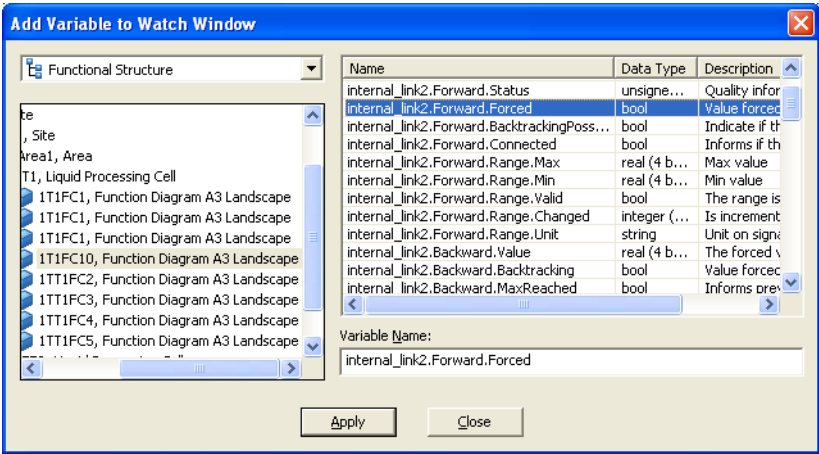 Add Variable to Watch Window
Functional Structure
te
, Site
Area1, Area
T1, Liquid Processing Cell
1T1FC1, Function Diagram A3 Landscape
1T1FC1, Function Diagram A3 Landscape
1T1FC1, Function Diagram A3 Landscape
1T1FC10, Function Diagram A3 Landscape
1TT1FC2, Function Diagram A3 Landscape
1TT1FC3, Function Diagram A3 Landscape
1TT1FC4, Function Diagram A3 Landscape
1TT1FC5, Function Diagram A3 Landscape
Name Data Type Description
internal_link2.Forward.Status unsigne... Quality infor
internal_link2.Forward.Forced bool Value forced
internal_link2.Forward.BacktrackingPoss... bool Indicate if th
internal_link2.Forward.Connected bool Informs if th
internal_link2.Forward.Range.Max real (4 b... Max value
internal_link2.Forward.Range.Min real (4 b... Min value
internal_link2.Forward.Range.Valid bool The range is
internal_link2.Forward.Range.Changed integer (... Is increment
internal_link2.Forward.Range.Unit string Unit on signa
internal_link2.Backward.Value real (4 b... The forced v
internal_link2.Backward.Backtracking bool Value forced
internal_link2.Backward.MaxReached bool Informs prev
Variable Name:
internal_link2.Forward.Forced
Apply Close